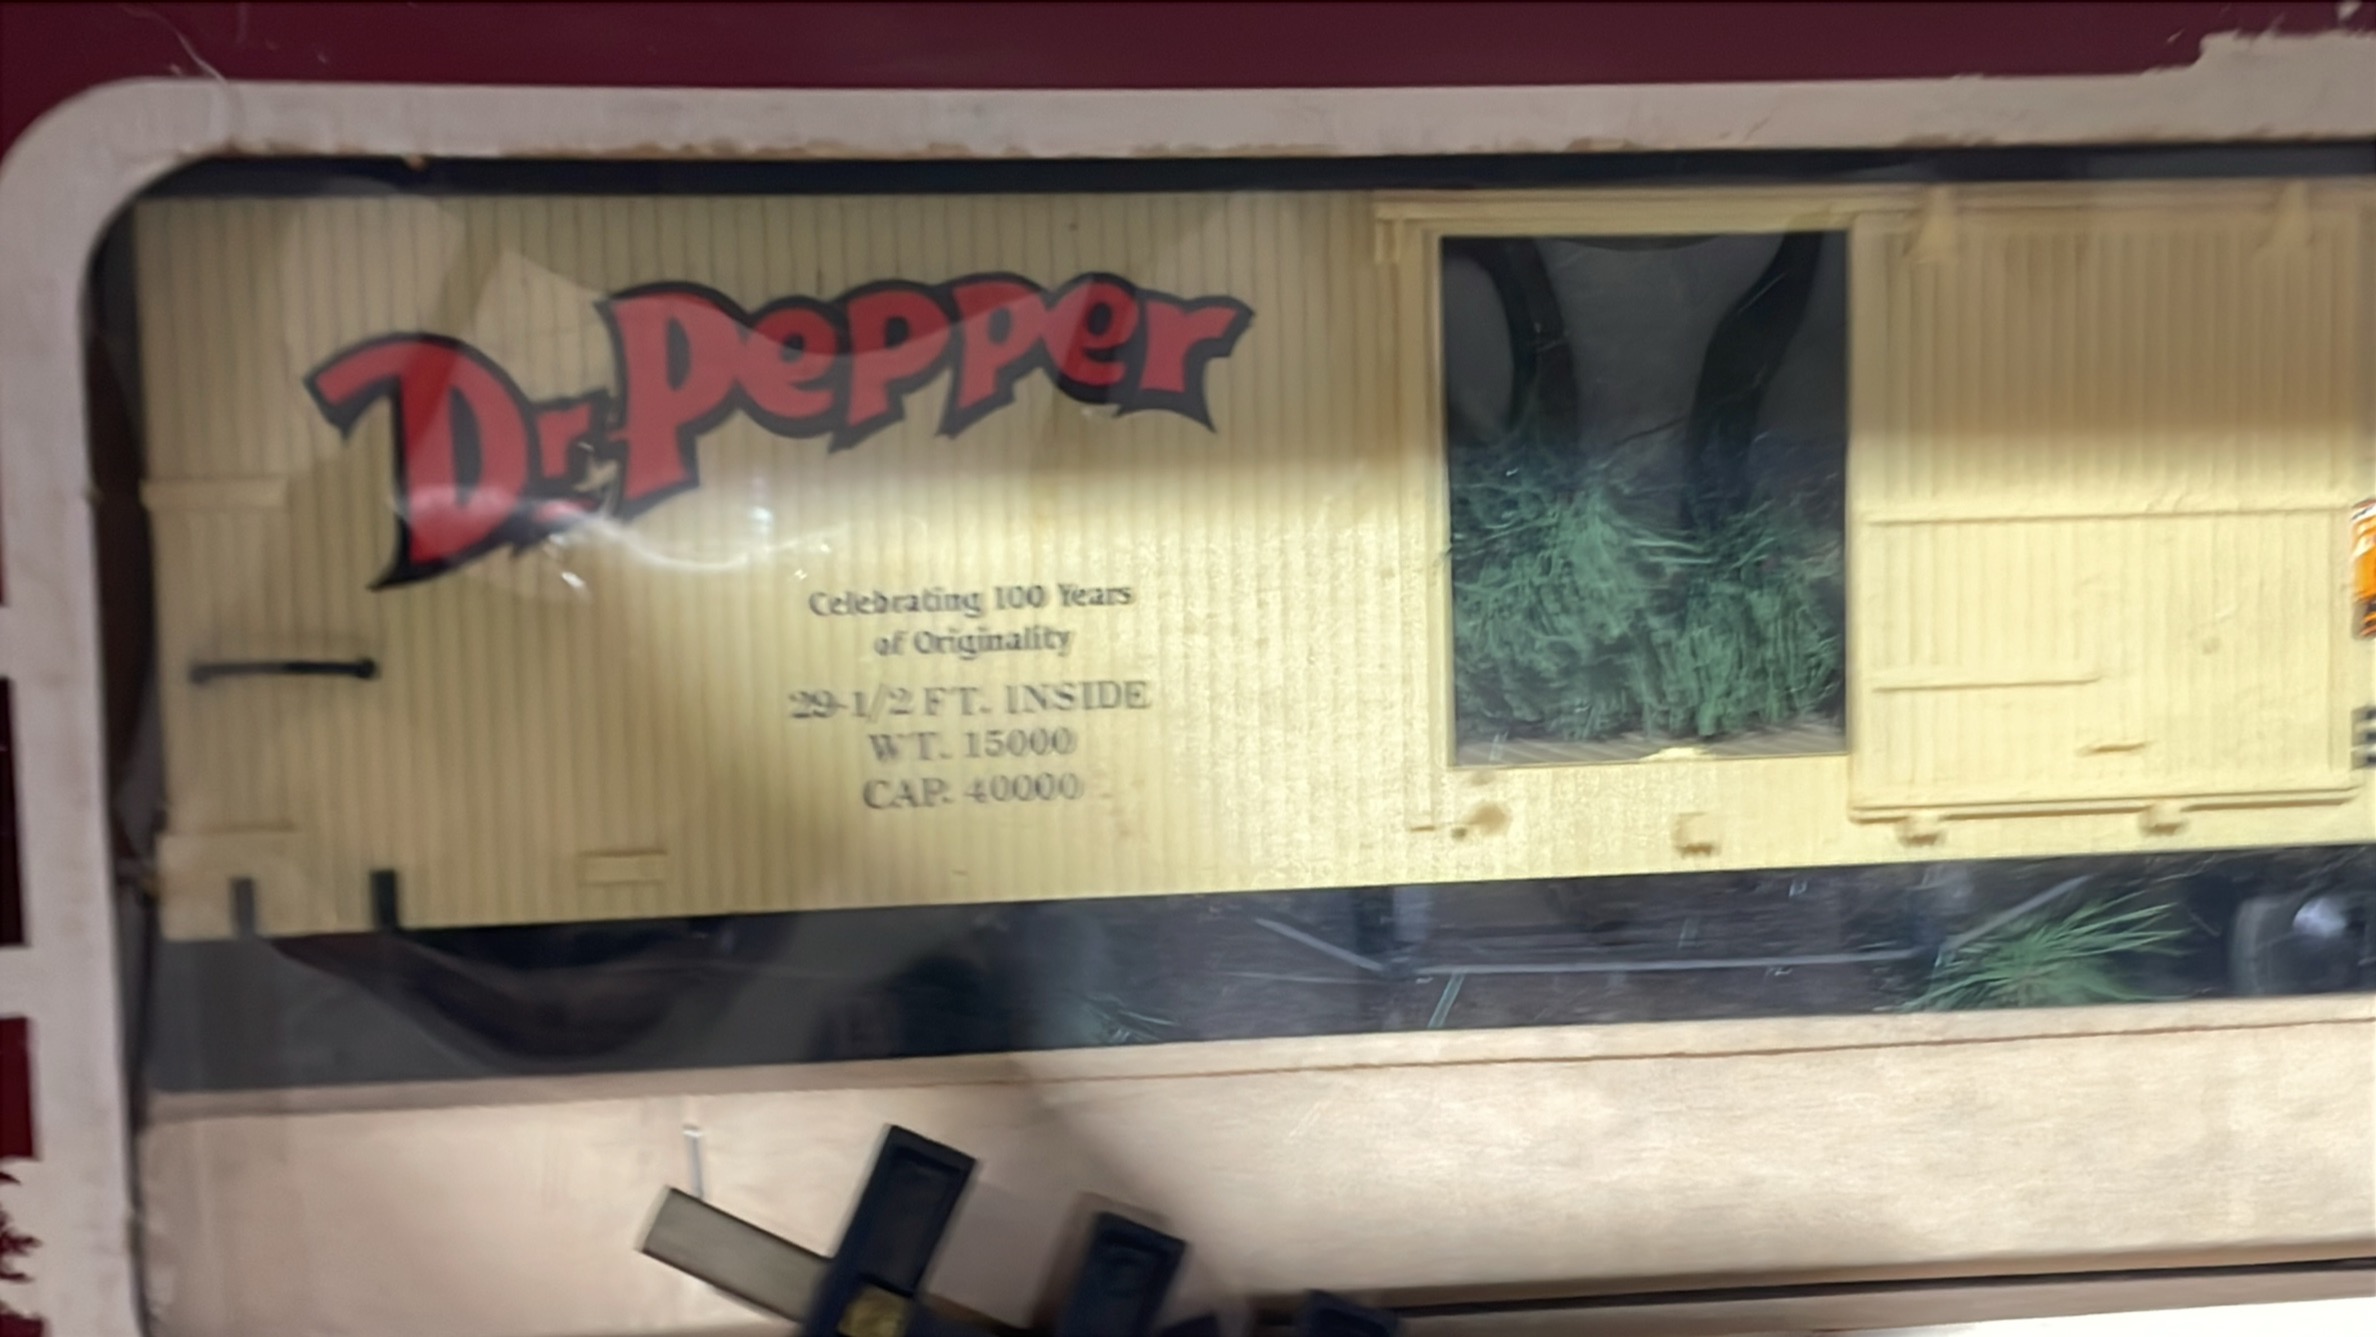 Dr. Pepper
Celebrating 100 Years
of Originality
29-1/2 FT. INSIDE
WT. 15000
CAP. 40000